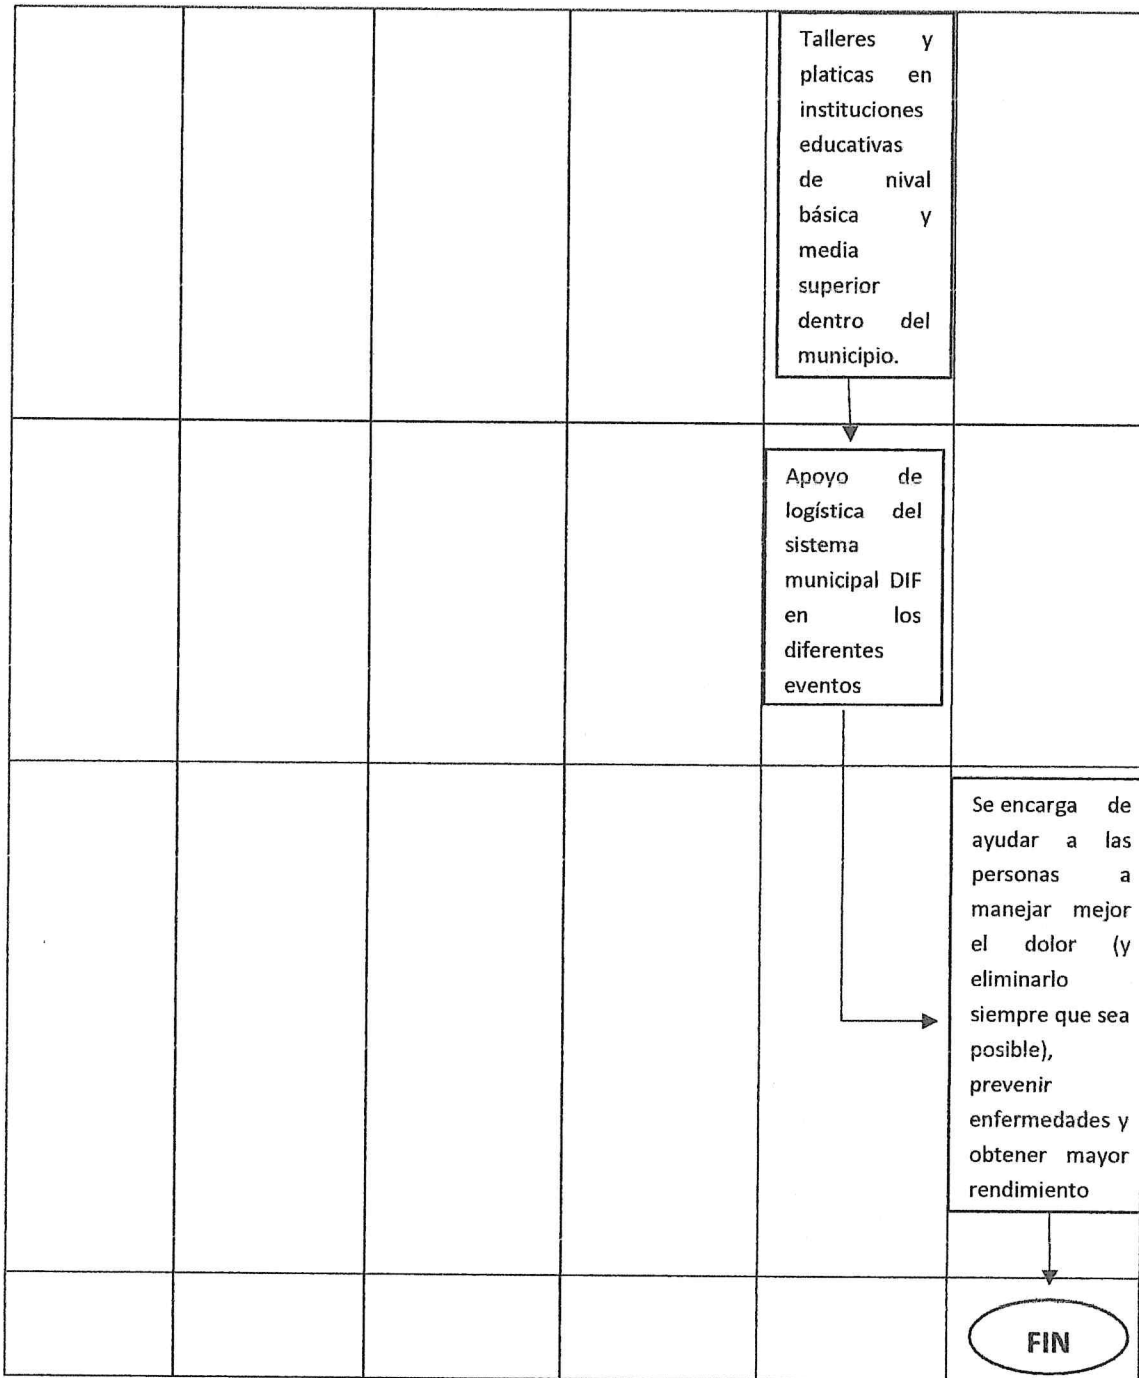 Talleres y
platicas en
instituciones
educativas
de nival
básica y
media
superior
dentro del
municipio.
Apoyo de
logística del
sistema
municipal DIF
en los
diferentes
eventos
Se encarga de
ayudar a las
personas a
manejar mejor
el dolor (y
eliminarlo
siempre que sea
posible),
prevenir
enfermedades y
obtener mayor
rendimiento
FIN